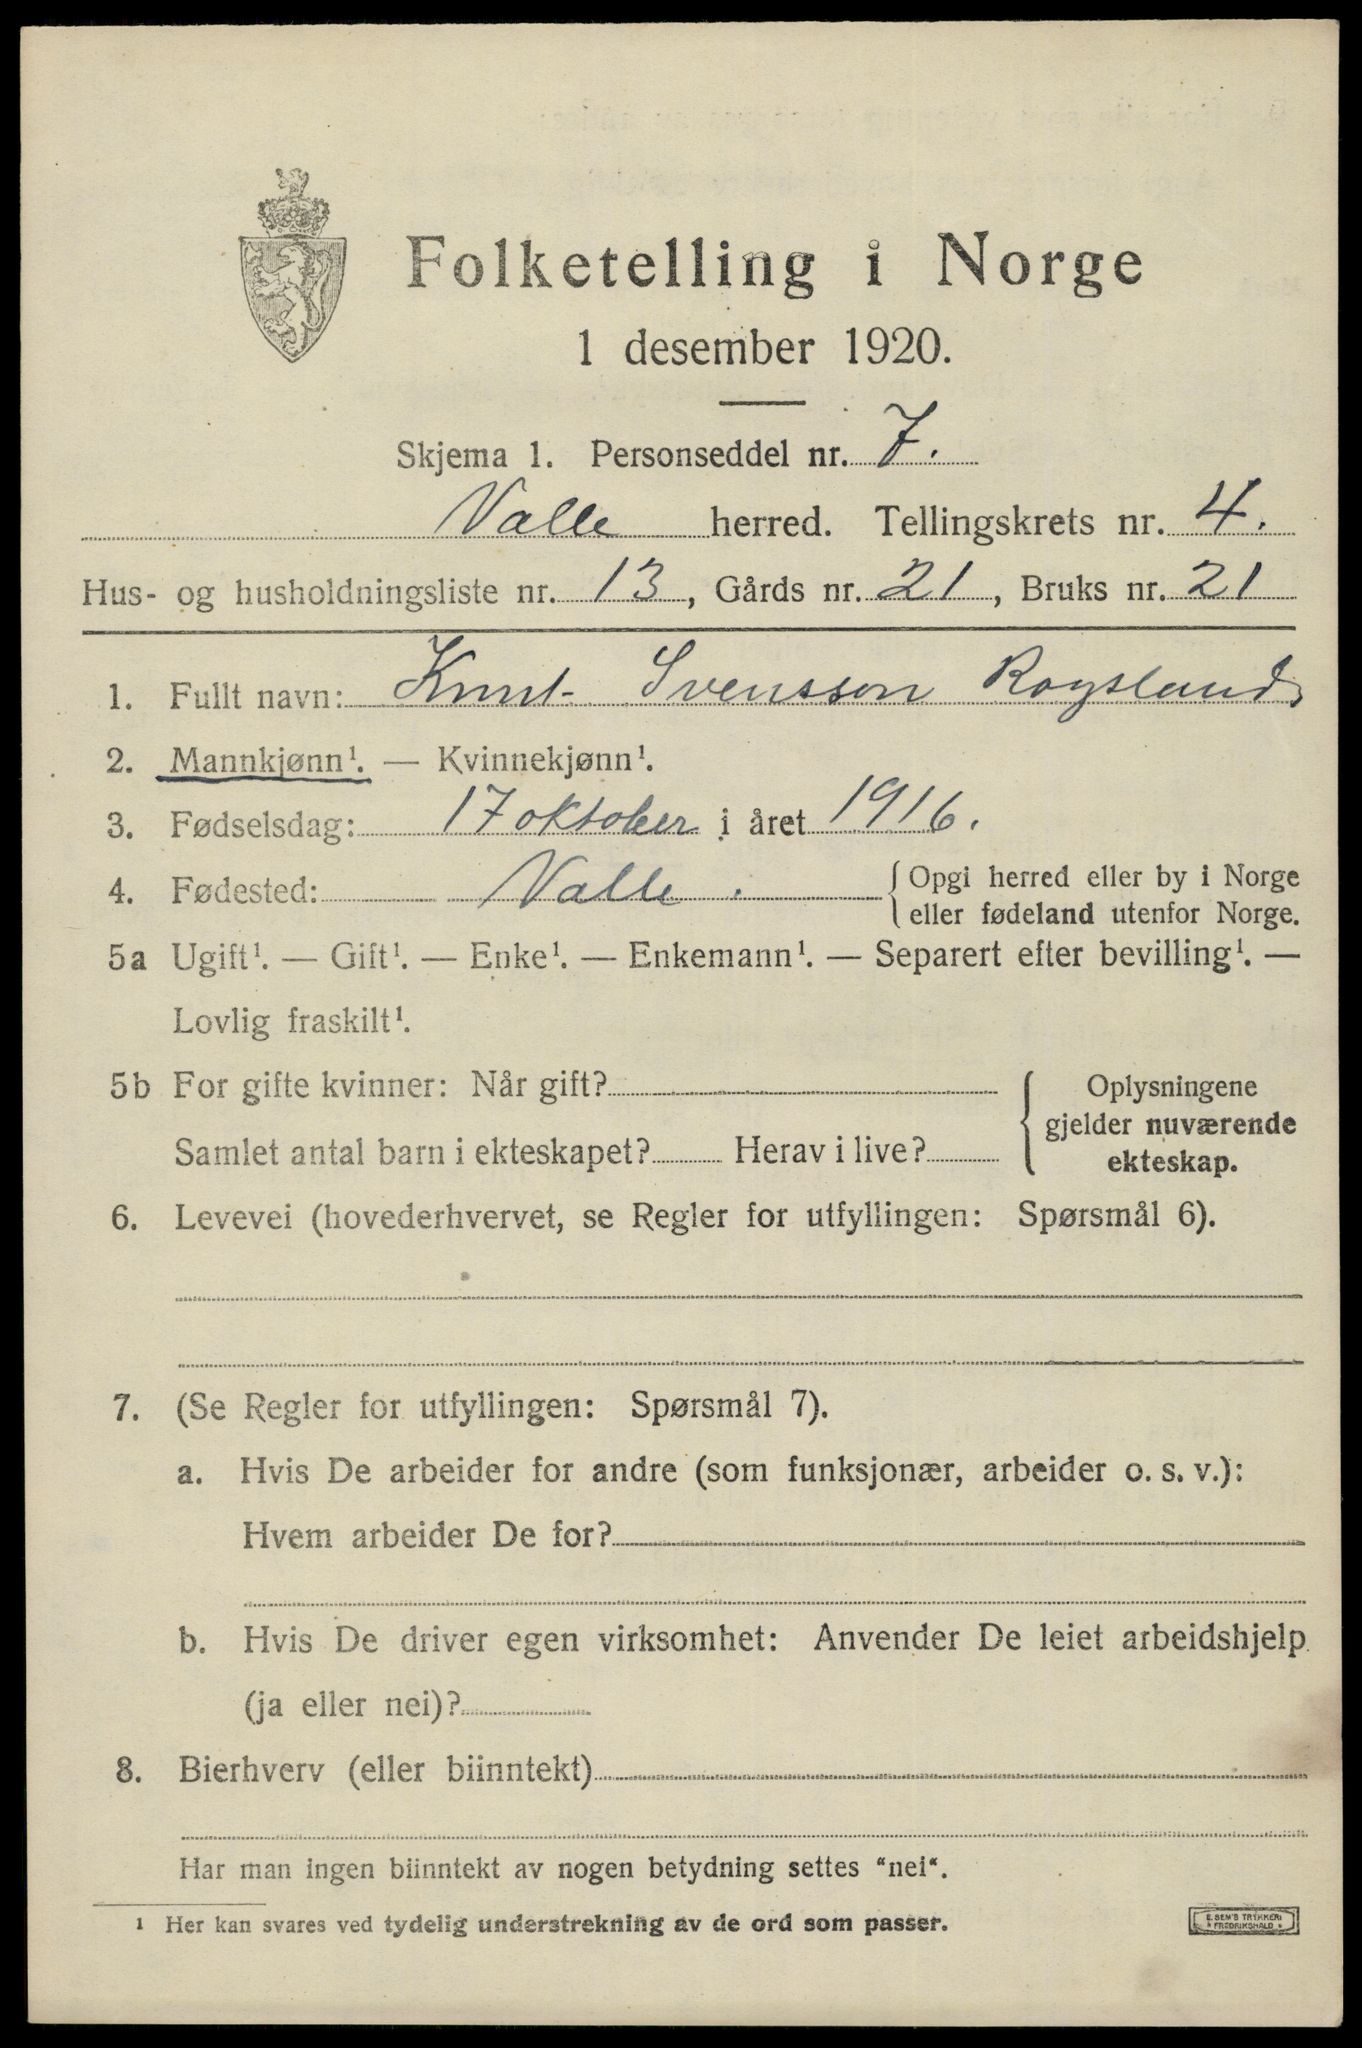 Folketelling i Norge
1 desember 1920.
Skjema 1. Personseddel nr. 7.
Valle herred. Tellingskrets nr. 4.
Hus- og husholdningsliste nr. 13, Gårds nr. 21, Bruks nr. 21
1. Fullt navn: Knut Svensson Rogsland
2. Mannkjønn¹. — Kvinnekjønn¹.
3. Fødselsdag: 17 oktober i året 1916.
4. Fødested: Valle. {Opgi herred eller by i Norge
eller fødeland utenfor Norge.
5a Ugift¹. — Gift¹. — Enke¹. — Enkemann¹. — Separert efter bevilling¹. —
Lovlig fraskilt¹.
5b For gifte kvinner: Når gift? { Oplysningene
gjelder nuværende
Samlet antal barn i ekteskapet? Herav i live? ekteskap.
6. Levevei (hovederhvervet, se Regler for utfyllingen: Spørsmål 6).
7. (Se Regler for utfyllingen: Spørsmål 7).
a. Hvis De arbeider for andre (som funksjonær, arbeider o. s. v.):
Hvem arbeider De for?
b. Hvis De driver egen virksomhet: Anvender De leiet arbeidshjelp
(ja eller nei)?
8. Bierhverv (eller biinntekt)
Har man ingen biinntekt av nogen betydning settes "nei".
1 Her kan svares ved tydelig understrekning av de ord som passer.
E. SEM'S TRYKKERI
FREDRIKSHALD